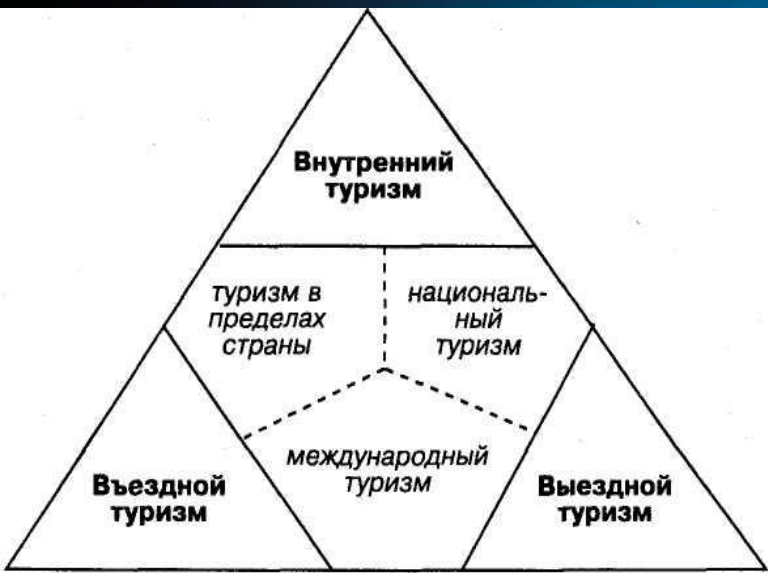 Внутренний
туризм
туризм в
пределах
страны
националь-
ный
туризм
международный
туризм
Въездной
туризм
Выездной
туризм